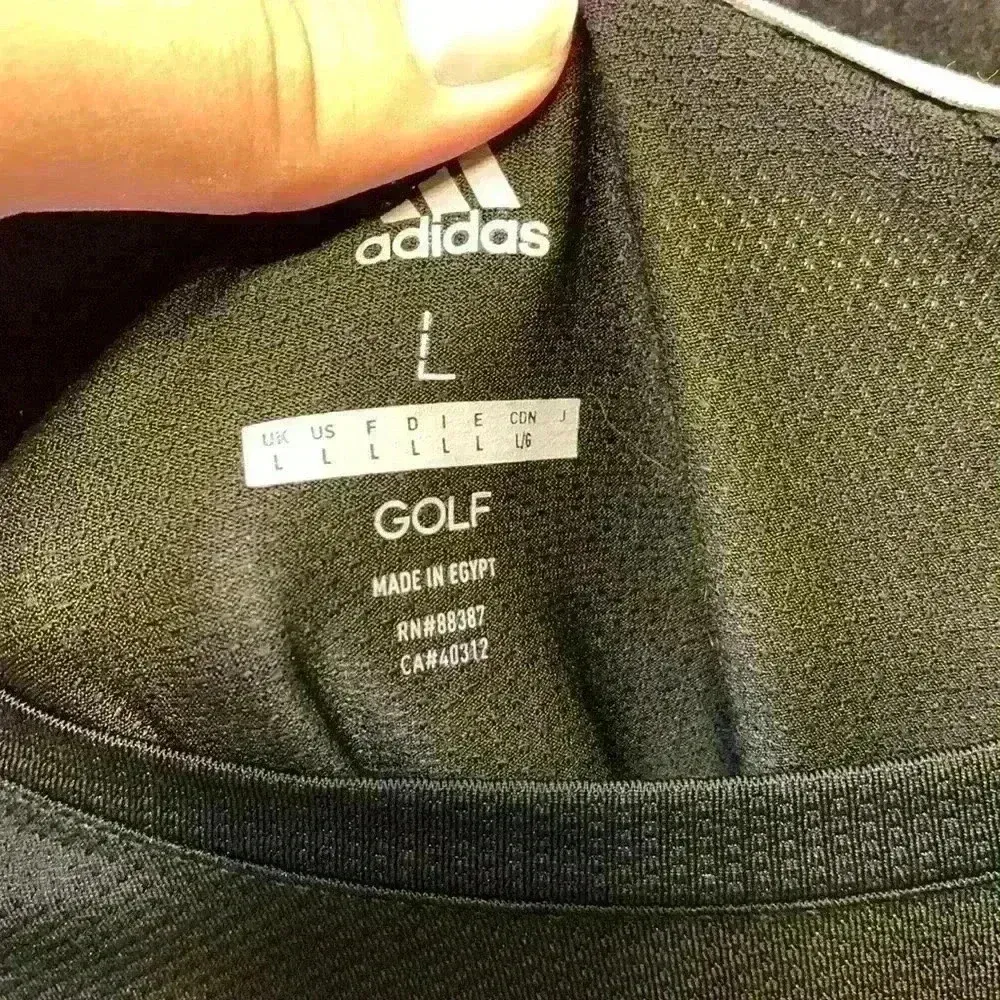 adidas
L
UK US F D I E CDN J
L L L L L L L/G
GOLF
MADE IN EGYPT
RN#88387
CA#40312